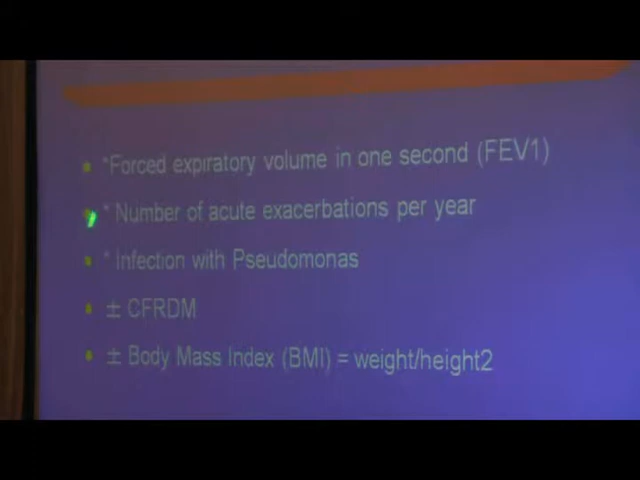 *Forced expiratory volume in one second (FEV1)
* Number of acute exacerbations per year
* Infection with Pseudomonas
± CFRDM
± Body Mass Index (BMI) = weight/height2